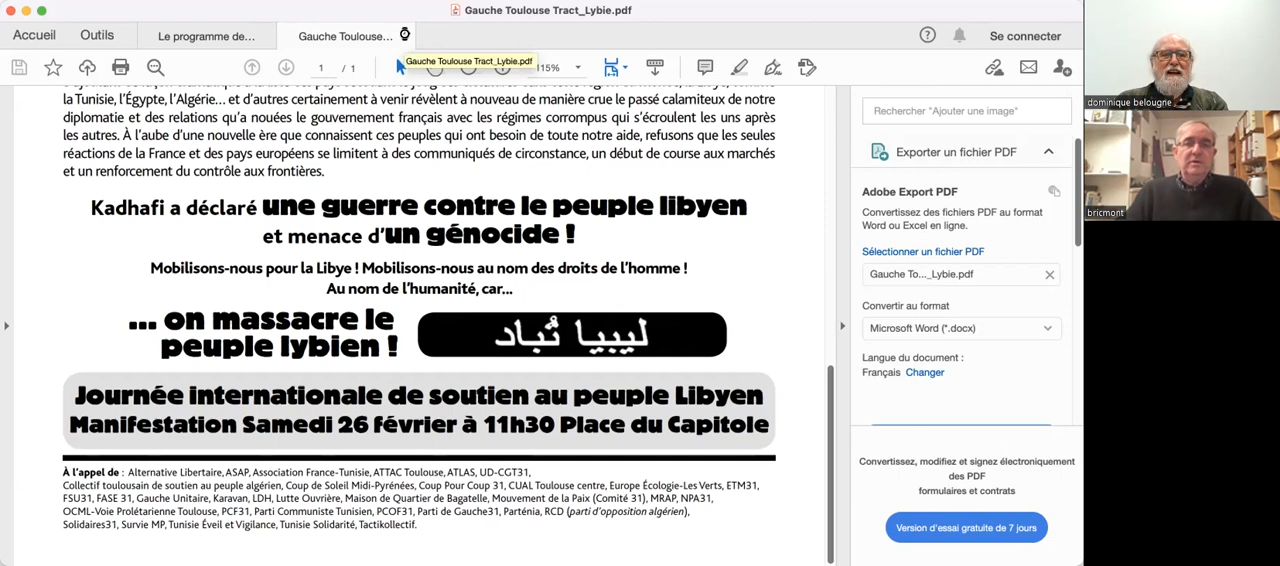 Gauche Toulouse Tract_Lybie.pdf
Accueil
Outils
Le programme de...
Gauche Toulouse...
Se connecter
Gauche Toulouse Tract_Lybie.pdf
1 / 1
115%
la Tunisie, l'Égypte, l'Algérie… et d'autres certainement à venir révèlent à nouveau de manière crue le passé calamiteux de notre
diplomatie et des relations qu'a nouées le gouvernement français avec les régimes corrompus qui s'écroulent les uns après
les autres. À l'aube d'une nouvelle ère que connaissent ces peuples qui ont besoin de toute notre aide, refusons que les seules
réactions de la France et des pays européens se limitent à des communiqués de circonstance, un début de course aux marchés
et un renforcement du contrôle aux frontières.
Kadhafi a déclaré une guerre contre le peuple libyen
et menace d'un génocide !
Mobilisons-nous pour la Libye ! Mobilisons-nous au nom des droits de l'homme !
Au nom de l'humanité, car...
... on massacre le
peuple lybien !
ليبيا تُباد
Journée internationale de soutien au peuple Libyen
Manifestation Samedi 26 février à 11h30 Place du Capitole
À l'appel de : Alternative Libertaire, ASAP, Association France-Tunisie, ATTAC Toulouse, ATLAS, UD-CGT31,
Collectif toulousain de soutien au peuple algérien, Coup de Soleil Midi-Pyrénées, Coup Pour Coup 31, CUAL Toulouse centre, Europe Écologie-Les Verts, ETM31,
FSU31, FASE 31, Gauche Unitaire, Karavan, LDH, Lutte Ouvrière, Maison de Quartier de Bagatelle, Mouvement de la Paix (Comité 31), MRAP, NPA31,
OCML-Voie Prolétarienne Toulouse, PCF31, Parti Communiste Tunisien, PCOF31, Parti de Gauche31, Parténia, RCD (parti d'opposition algérien),
Solidaires31, Survie MP, Tunisie Éveil et Vigilance, Tunisie Solidarité, Tactikollectif.
Rechercher "Ajouter une image"
Exporter un fichier PDF
Adobe Export PDF
Convertissez des fichiers PDF au format
Word ou Excel en ligne.
Sélectionner un fichier PDF
Gauche To..._Lybie.pdf
Convertir au format
Microsoft Word (*.docx)
Langue du document :
Français Changer
Convertissez, modifiez et signez électroniquement
des PDF
formulaires et contrats
Version d'essai gratuite de 7 jours
dominique belougne
bricmont